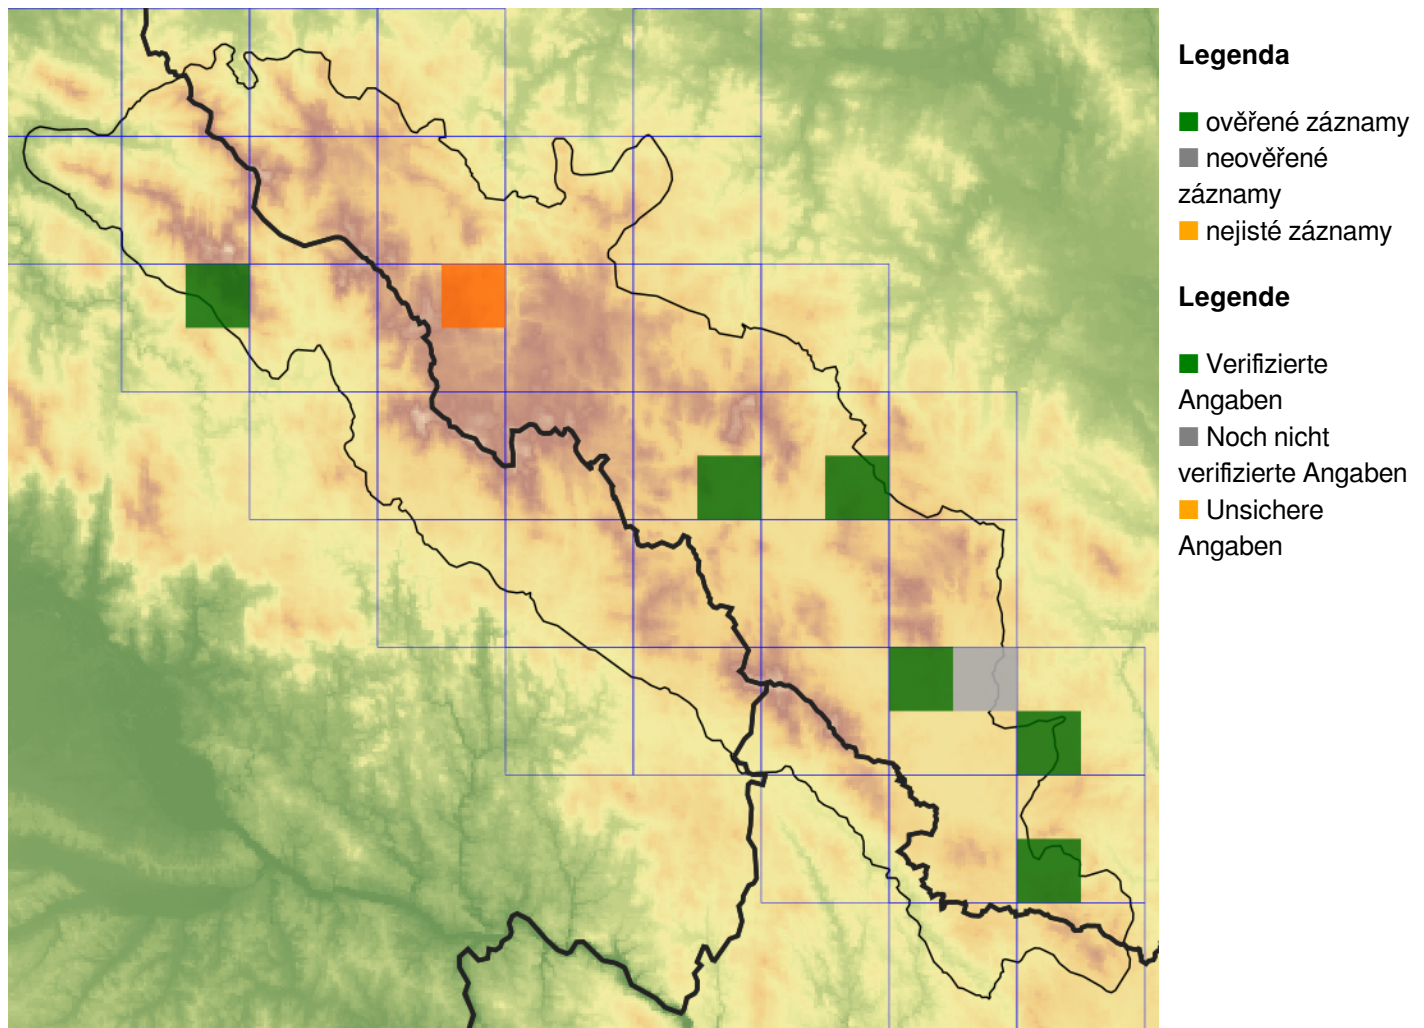 Legenda
ověřené záznamy
neověřené
záznamy
nejisté záznamy
Legende
Verifizierte
Angaben
Noch nicht
verifizierte Angaben
Unsichere
Angaben